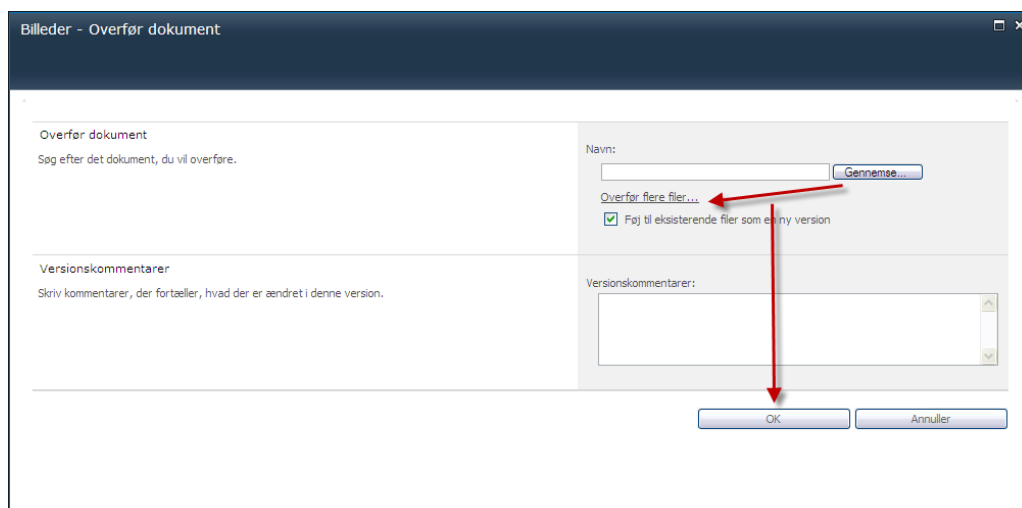 Billeder - Overfør dokument
Overfør dokument
Søg efter det dokument, du vil overføre.
Navn:
Gennemse...
Overfør flere filer...
Føj til eksisterende filer som en ny version
Versionskommentarer
Skriv kommentarer, der fortæller, hvad der er ændret i denne version.
Versionskommentarer:
OK
Annuller